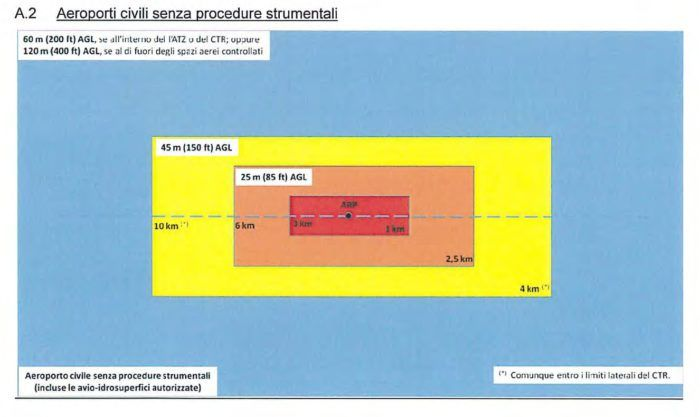 A.2 Aeroporti civili senza procedure strumentali
60 m (200 ft) AGL, se all'interno del l'ATZ o del CTR; oppure
120 m (400 ft) AGL, se al di fuori degli spazi aerei controllati
45 m (150 ft) AGL
25 m (85 ft) AGL
ARP
10 km (*)
6 km
3 km
1 km
2,5 km
4 km (*)
Aeroporto civile senza procedure strumentali
(incluse le avio-idrosuperfici autorizzate)
(*) Comunque entro i limiti laterali del CTR.